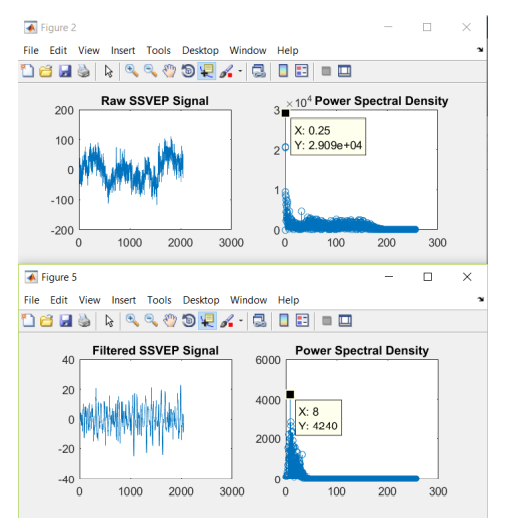 Figure 2
File Edit View Insert Tools Desktop Window Help
Raw SSVEP Signal
200
100
0
-100
-200
0 1000 2000 3000
×10⁴ Power Spectral Density
3
2
1
0
X: 0.25
Y: 2.909e+04
0 100 200 300
Figure 5
File Edit View Insert Tools Desktop Window Help
Filtered SSVEP Signal
40
20
0
-20
-40
0 1000 2000 3000
Power Spectral Density
6000
4000
2000
0
X: 8
Y: 4240
0 100 200 300